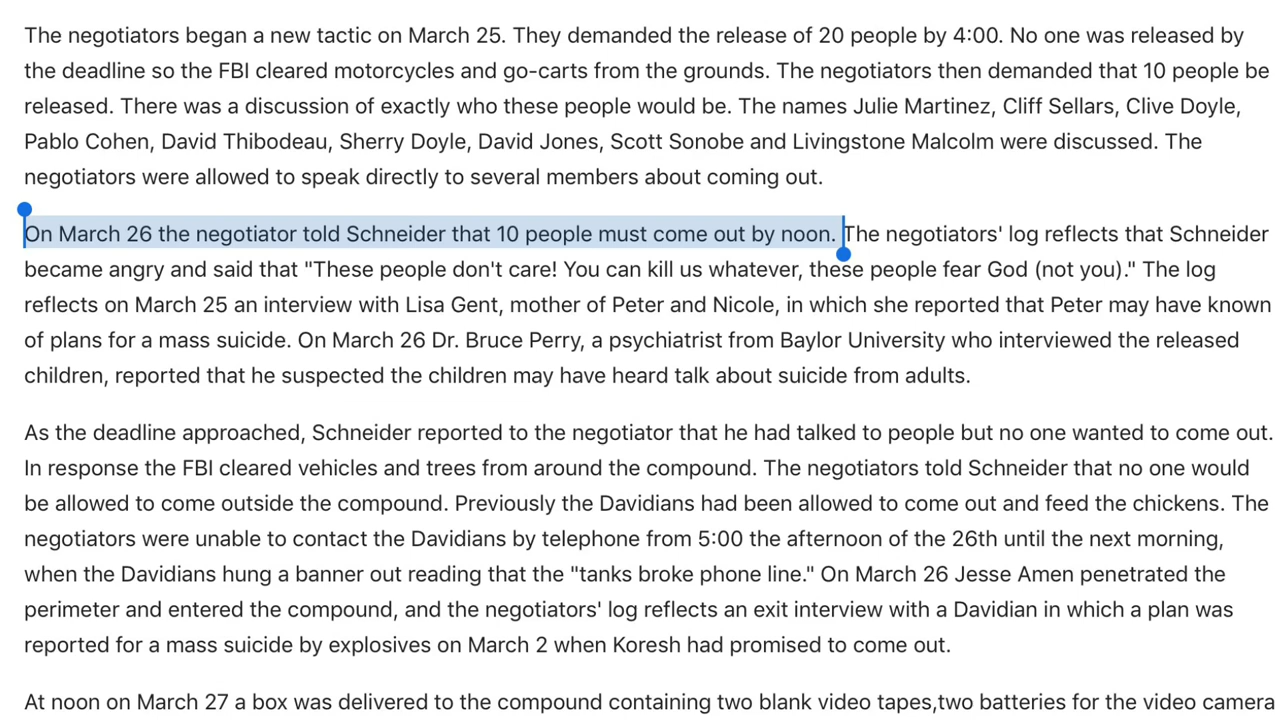 The negotiators began a new tactic on March 25. They demanded the release of 20 people by 4:00. No one was released by
the deadline so the FBI cleared motorcycles and go-carts from the grounds. The negotiators then demanded that 10 people be
released. There was a discussion of exactly who these people would be. The names Julie Martinez, Cliff Sellars, Clive Doyle,
Pablo Cohen, David Thibodeau, Sherry Doyle, David Jones, Scott Sonobe and Livingstone Malcolm were discussed. The
negotiators were allowed to speak directly to several members about coming out.
On March 26 the negotiator told Schneider that 10 people must come out by noon. The negotiators' log reflects that Schneider
became angry and said that "These people don't care! You can kill us whatever, these people fear God (not you)." The log
reflects on March 25 an interview with Lisa Gent, mother of Peter and Nicole, in which she reported that Peter may have known
of plans for a mass suicide. On March 26 Dr. Bruce Perry, a psychiatrist from Baylor University who interviewed the released
children, reported that he suspected the children may have heard talk about suicide from adults.
As the deadline approached, Schneider reported to the negotiator that he had talked to people but no one wanted to come out.
In response the FBI cleared vehicles and trees from around the compound. The negotiators told Schneider that no one would
be allowed to come outside the compound. Previously the Davidians had been allowed to come out and feed the chickens. The
negotiators were unable to contact the Davidians by telephone from 5:00 the afternoon of the 26th until the next morning,
when the Davidians hung a banner out reading that the "tanks broke phone line." On March 26 Jesse Amen penetrated the
perimeter and entered the compound, and the negotiators' log reflects an exit interview with a Davidian in which a plan was
reported for a mass suicide by explosives on March 2 when Koresh had promised to come out.
At noon on March 27 a box was delivered to the compound containing two blank video tapes,two batteries for the video camera